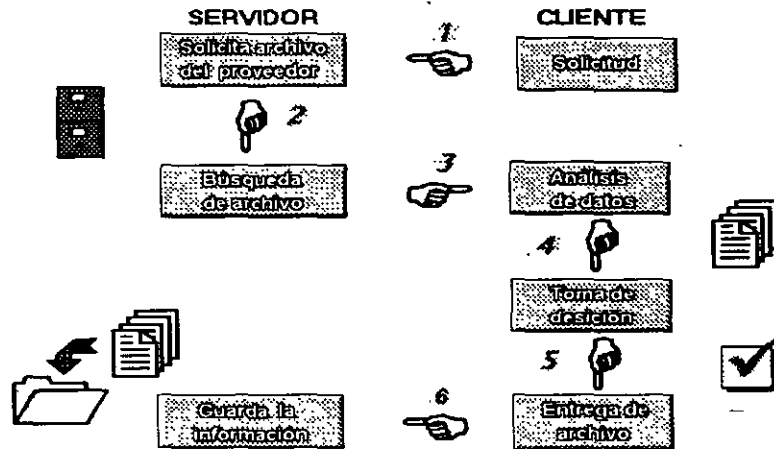 SERVIDOR
CLIENTE
1
Solicita archivo
del proveedor
Solicitud
2
3
Búsqueda
de archivo
Análisis
de datos
4
Toma de
desición
5
6
Guarda la
información
Entrega de
archivo